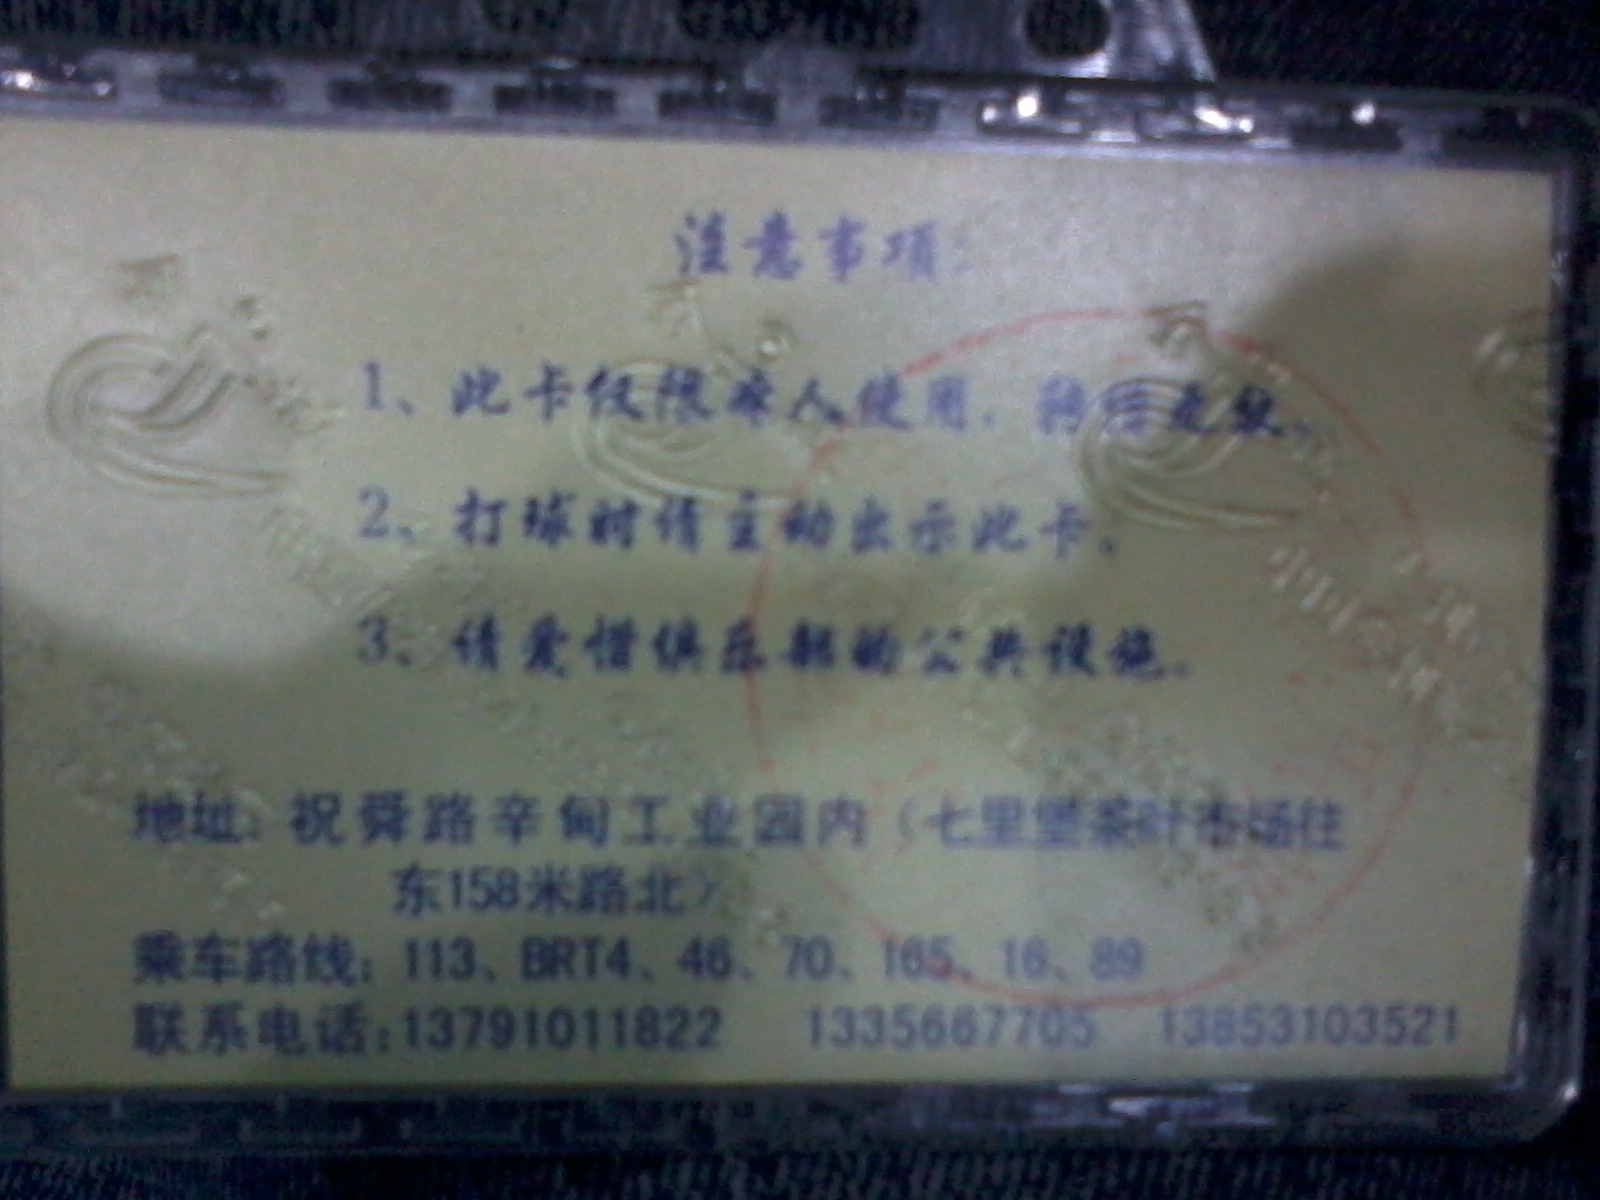 注意事项:
1、此卡仅限本人使用，转借无效。
2、打球时请主动出示此卡。
3、请爱惜俱乐部的公共设施。
地址：祝舜路辛甸工业园内（七里堡茶叶市场往
东158米路北）
乘车路线：113、BRT4、46、70、165、16、89
联系电话:13791011822 1335667705 13853103521